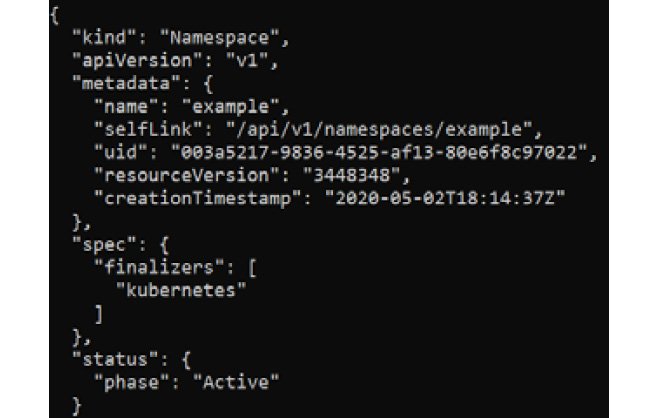 {
  "kind": "Namespace",
  "apiVersion": "v1",
  "metadata": {
    "name": "example",
    "selfLink": "/api/v1/namespaces/example",
    "uid": "003a5217-9836-4525-af13-80e6f8c97022",
    "resourceVersion": "3448348",
    "creationTimestamp": "2020-05-02T18:14:37Z"
  },
  "spec": {
    "finalizers": [
      "kubernetes"
    ]
  },
  "status": {
    "phase": "Active"
  }